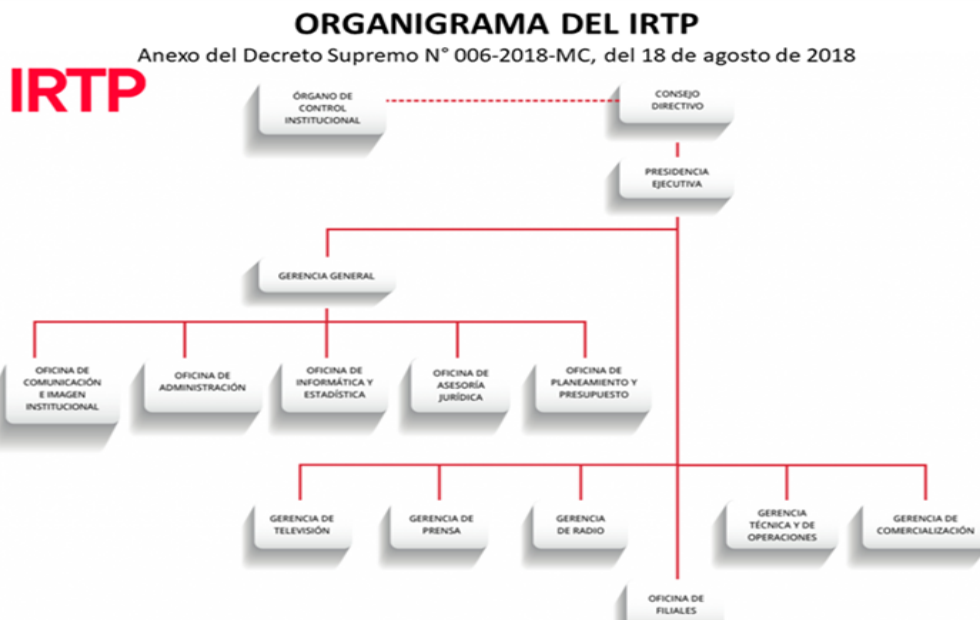 ORGANIGRAMA DEL IRTP
Anexo del Decreto Supremo N° 006-2018-MC, del 18 de agosto de 2018
IRTP
ÓRGANO DE
CONTROL
INSTITUCIONAL
CONSEJO
DIRECTIVO
PRESIDENCIA
EJECUTIVA
GERENCIA GENERAL
OFICINA DE
COMUNICACIÓN
E IMAGEN
INSTITUCIONAL
OFICINA DE
ADMINISTRACIÓN
OFICINA DE
INFORMÁTICA Y
ESTADÍSTICA
OFICINA DE
ASESORÍA
JURÍDICA
OFICINA DE
PLANEAMIENTO Y
PRESUPUESTO
GERENCIA DE
TELEVISIÓN
GERENCIA DE
PRENSA
GERENCIA
DE RADIO
GERENCIA
TÉCNICA Y DE
OPERACIONES
GERENCIA DE
COMERCIALIZACIÓN
OFICINA DE
FILIALES